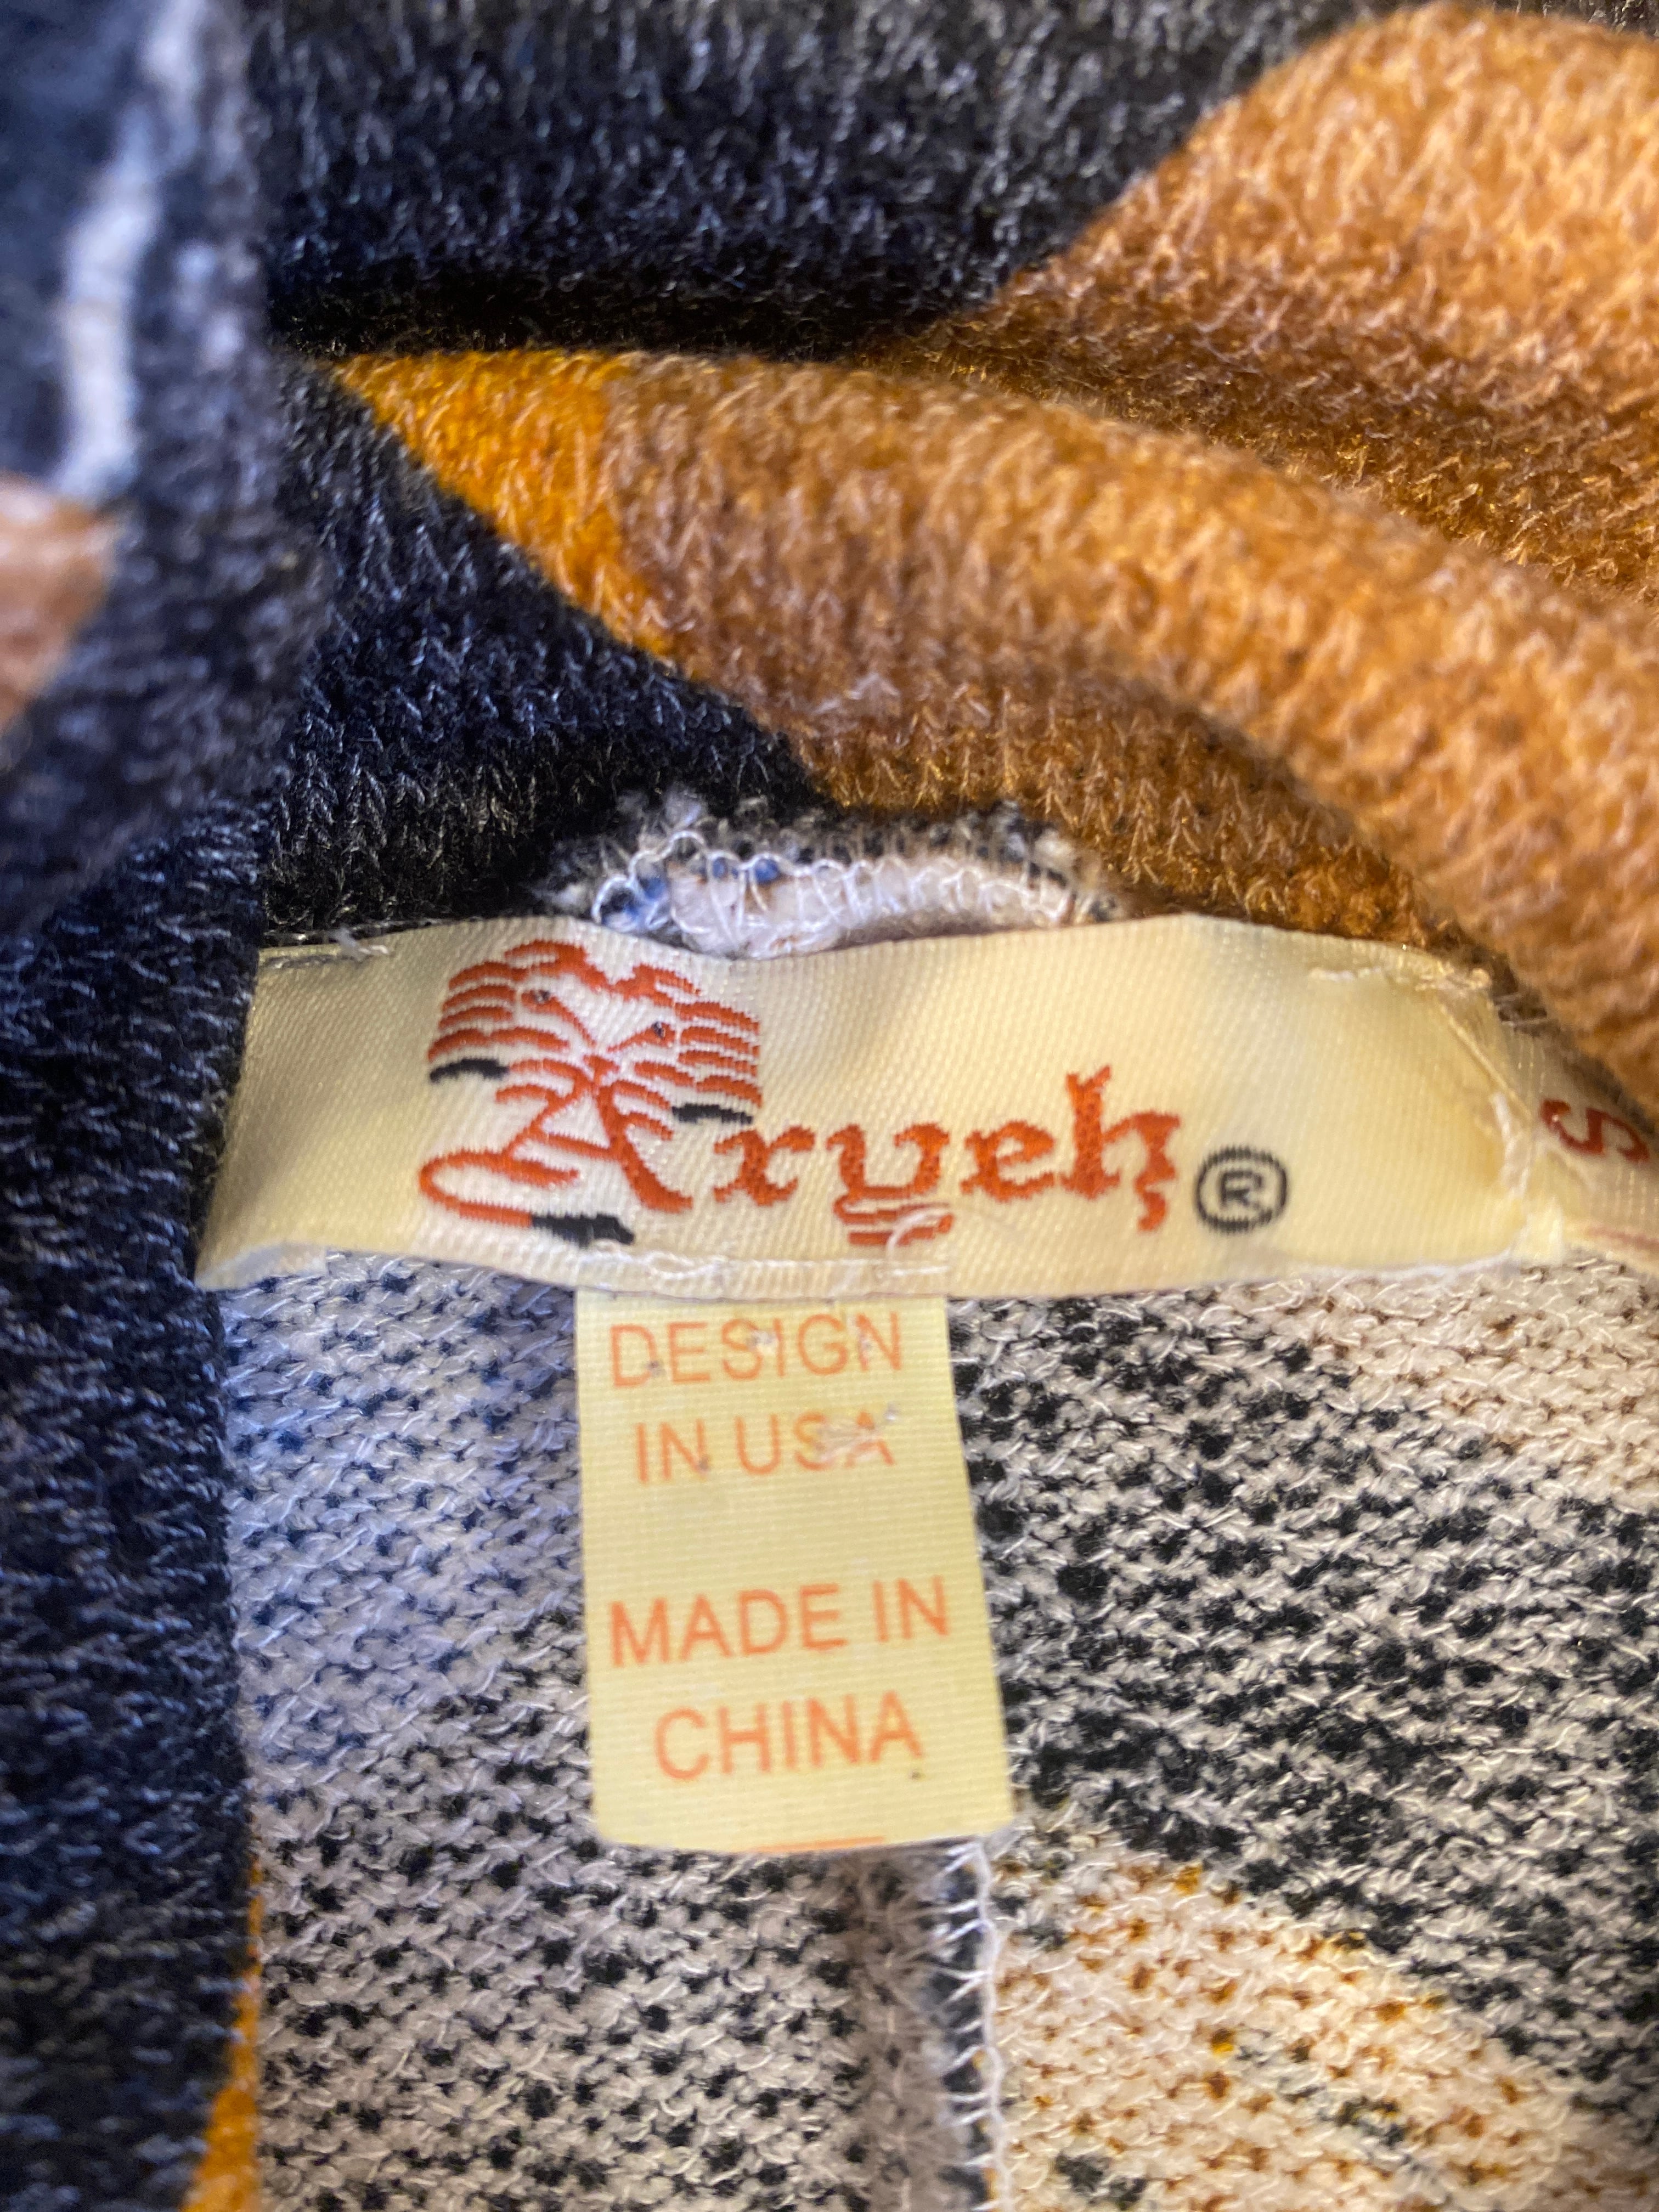 Aryeh ®
S
DESIGN
IN USA
MADE IN
CHINA